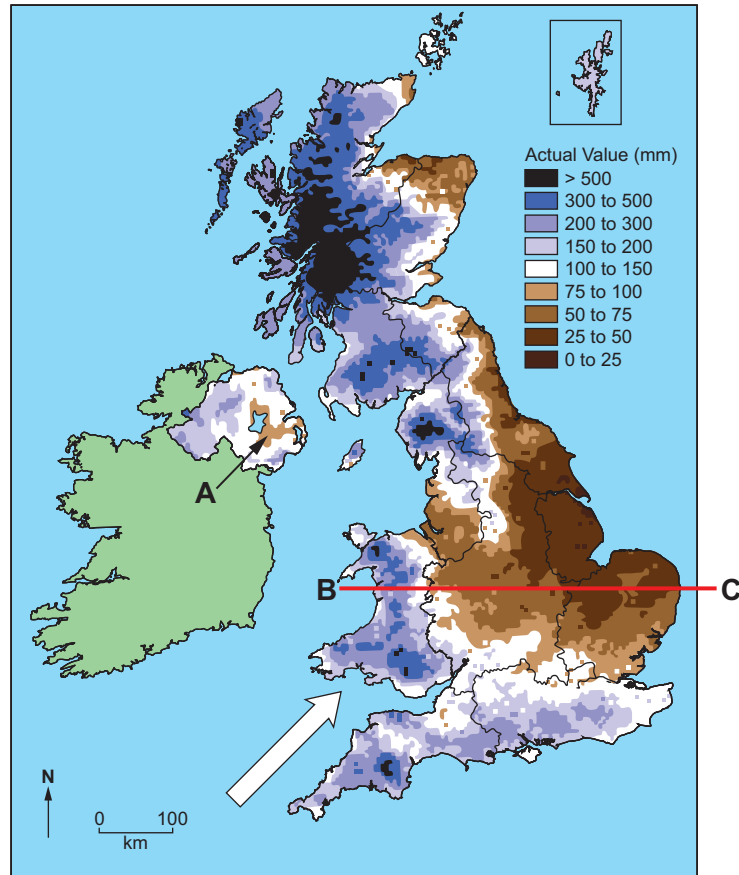 Actual Value (mm)
> 500
300 to 500
200 to 300
150 to 200
100 to 150
75 to 100
50 to 75
25 to 50
0 to 25
A
B
C
N
0 100
km